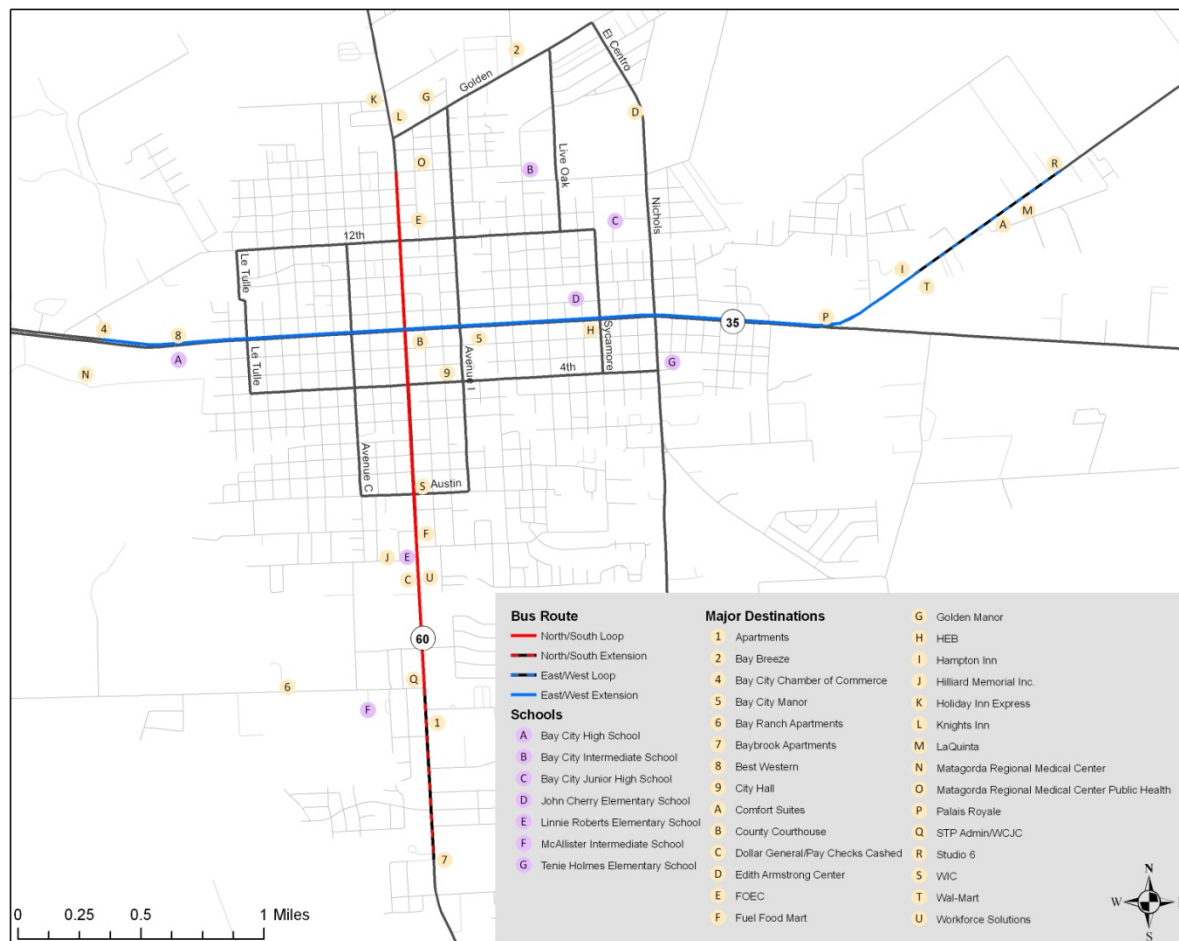 2
El Centro
Golden
K
G
L
D
O
B
Live Oak
R
E
C
Nichols
M
A
12th
Le Tulle
I
T
D
4
8
P
35
A
B
5
H
Sycamore
N
Le Tulle
9
Avenue I
4th
G
Avenue C
S
Austin
F
J
E
C
U
60
Q
6
F
1
7
Bus Route
North/South Loop
North/South Extension
East/West Loop
East/West Extension
Schools
A Bay City High School
B Bay City Intermediate School
C Bay City Junior High School
D John Cherry Elementary School
E Linnie Roberts Elementary School
F McAllister Intermediate School
G Tenie Holmes Elementary School
Major Destinations
1 Apartments
2 Bay Breeze
4 Bay City Chamber of Commerce
5 Bay City Manor
6 Bay Ranch Apartments
7 Baybrook Apartments
8 Best Western
9 City Hall
A Comfort Suites
B County Courthouse
C Dollar General/Pay Checks Cashed
D Edith Armstrong Center
E FOEC
F Fuel Food Mart
G Golden Manor
H HEB
I Hampton Inn
J Hilliard Memorial Inc.
K Holiday Inn Express
L Knights Inn
M LaQuinta
N Matagorda Regional Medical Center
O Matagorda Regional Medical Center Public Health
P Palais Royale
Q STP Admin/WCJC
R Studio 6
S WIC
T Wal-Mart
U Workforce Solutions
0 0.25 0.5 1 Miles
N
W E
S